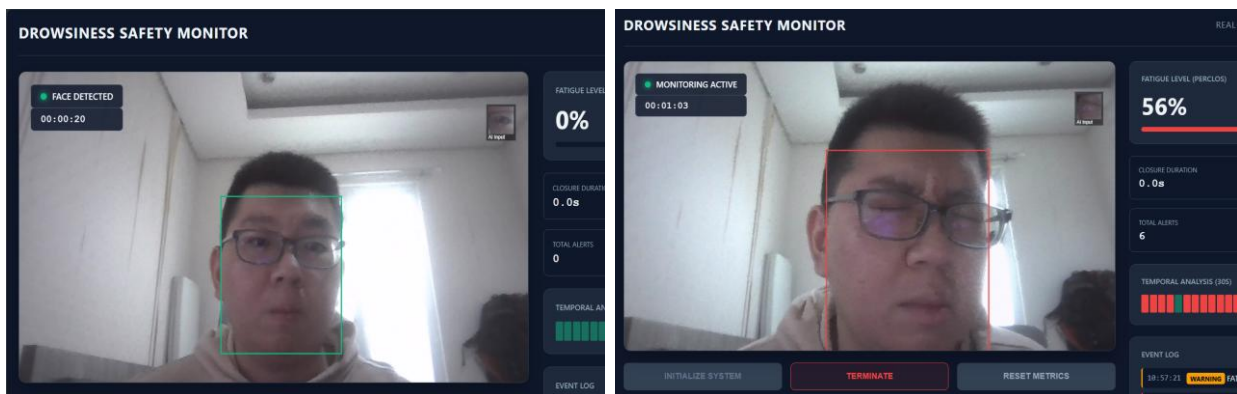 DROWSINESS SAFETY MONITOR
FACE DETECTED
00:00:20
AI Input
FATIGUE LEVEL
0%
CLOSURE DURATI
0.0s
TOTAL ALERTS
0
TEMPORAL AN
EVENT LOG
DROWSINESS SAFETY MONITOR
REAL
MONITORING ACTIVE
00:01:03
AI Input
FATIGUE LEVEL (PERCLOS)
56%
CLOSURE DURATION
0.0s
TOTAL ALERTS
6
TEMPORAL ANALYSIS (30S)
EVENT LOG
10:57:21 WARNING FAT
INITIALIZE SYSTEM
TERMINATE
RESET METRICS